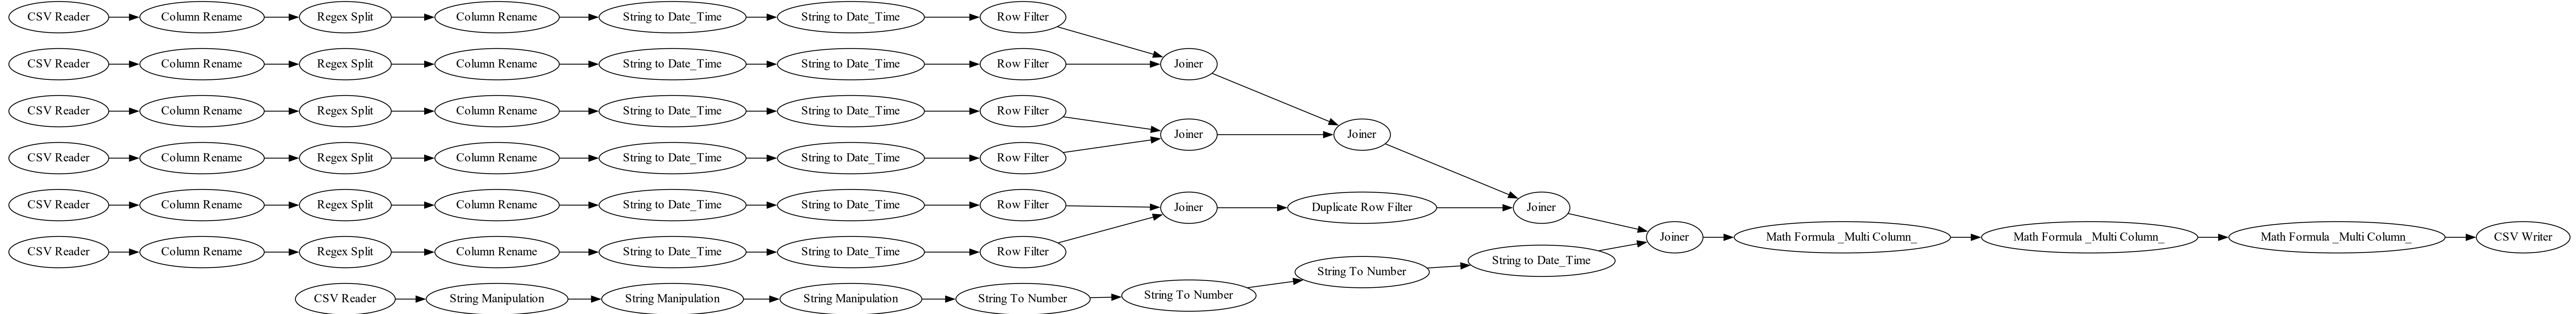 CSV Reader Column Rename Regex Split Column Rename String to Date_Time String to Date_Time Row Filter
CSV Reader Column Rename Regex Split Column Rename String to Date_Time String to Date_Time Row Filter Joiner
CSV Reader Column Rename Regex Split Column Rename String to Date_Time String to Date_Time Row Filter
Joiner Joiner
CSV Reader Column Rename Regex Split Column Rename String to Date_Time String to Date_Time Row Filter
CSV Reader Column Rename Regex Split Column Rename String to Date_Time String to Date_Time Row Filter Joiner Duplicate Row Filter Joiner
Joiner Math Formula _Multi Column_ Math Formula _Multi Column_ Math Formula _Multi Column_ CSV Writer
CSV Reader Column Rename Regex Split Column Rename String to Date_Time String to Date_Time Row Filter
String to Date_Time
String To Number
CSV Reader String Manipulation String Manipulation String Manipulation String To Number String To Number